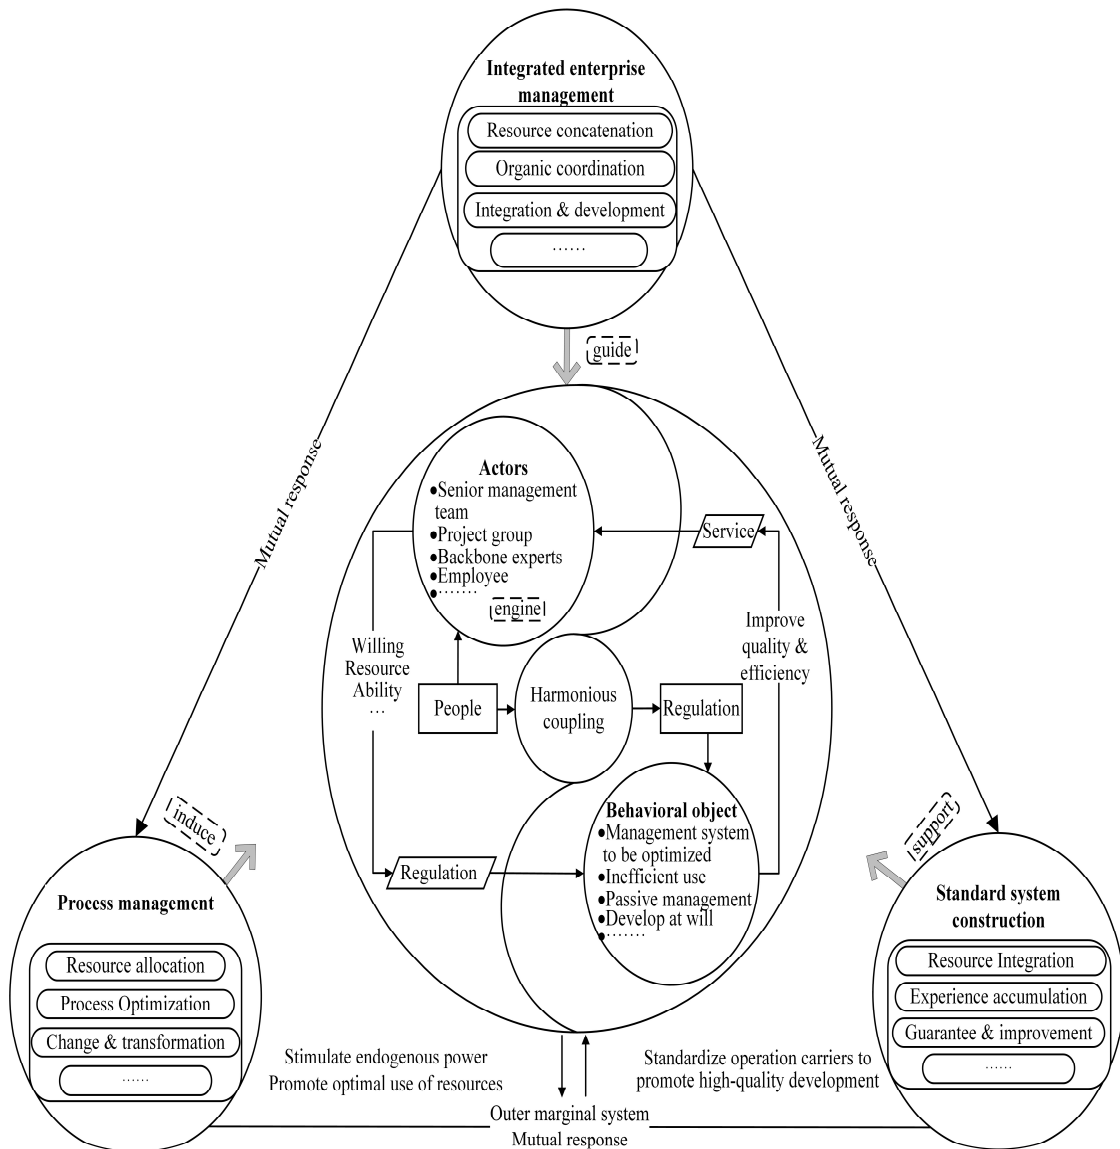 Integrated enterprise
management
Resource concatenation
Organic coordination
Integration & development
......
guide
Mutual response
Mutual response
Actors
●Senior management
team
●Project group
●Backbone experts
●Employee
●.......
engine
Service
Willing
Resource
Ability
...
Improve
quality &
efficiency
People
Harmonious
coupling
Regulation
Behavioral object
●Management system
to be optimized
●Inefficient use
●Passive management
●Develop at will
●.......
Regulation
induce
support
Process management
Resource allocation
Process Optimization
Change & transformation
......
Standard system
construction
Resource Integration
Experience accumulation
Guarantee & improvement
......
Stimulate endogenous power
Promote optimal use of resources
Standardize operation carriers to
promote high-quality development
Outer marginal system
Mutual response